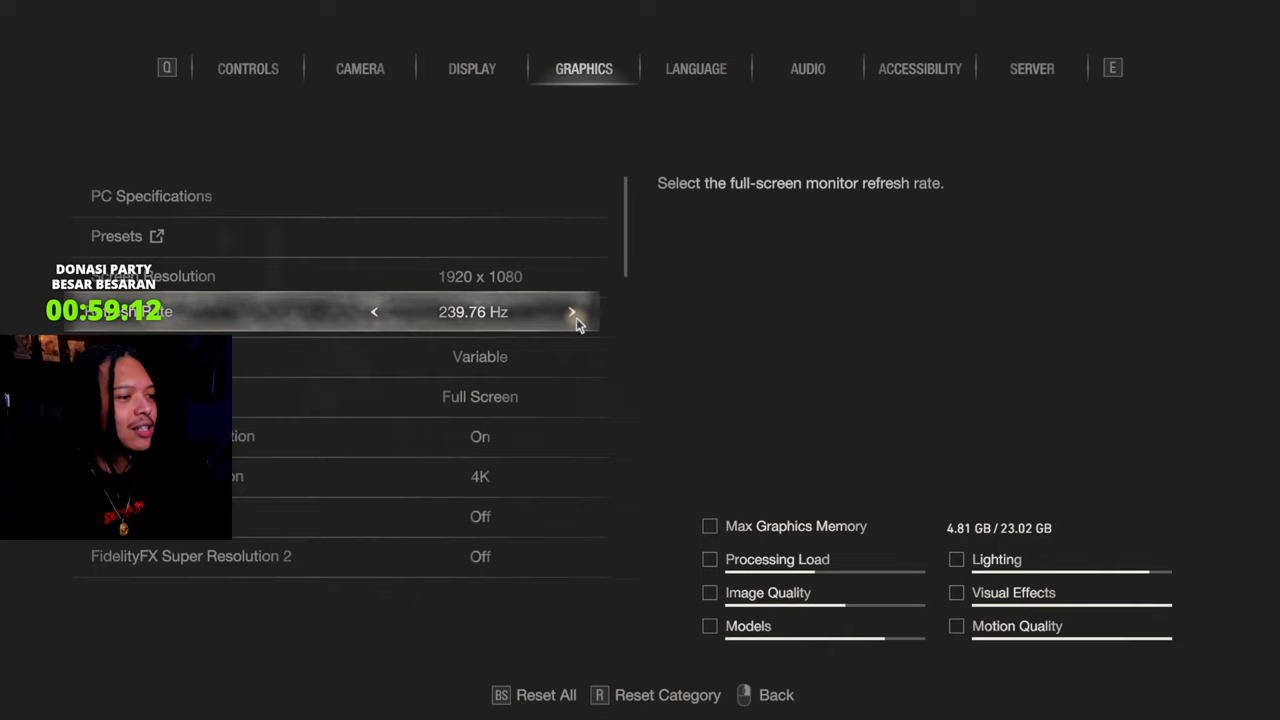 Q CONTROLS CAMERA DISPLAY GRAPHICS LANGUAGE AUDIO ACCESSIBILITY SERVER E
PC Specifications
Presets
Screen Resolution 1920 x 1080
239.76 Hz
Variable
Full Screen
On
4K
Off
FidelityFX Super Resolution 2 Off
DONASI PARTY
BESAR BESARAN
00:59:12
Select the full-screen monitor refresh rate.
Max Graphics Memory 4.81 GB / 23.02 GB
Processing Load Lighting
Image Quality Visual Effects
Models Motion Quality
BS Reset All R Reset Category Back